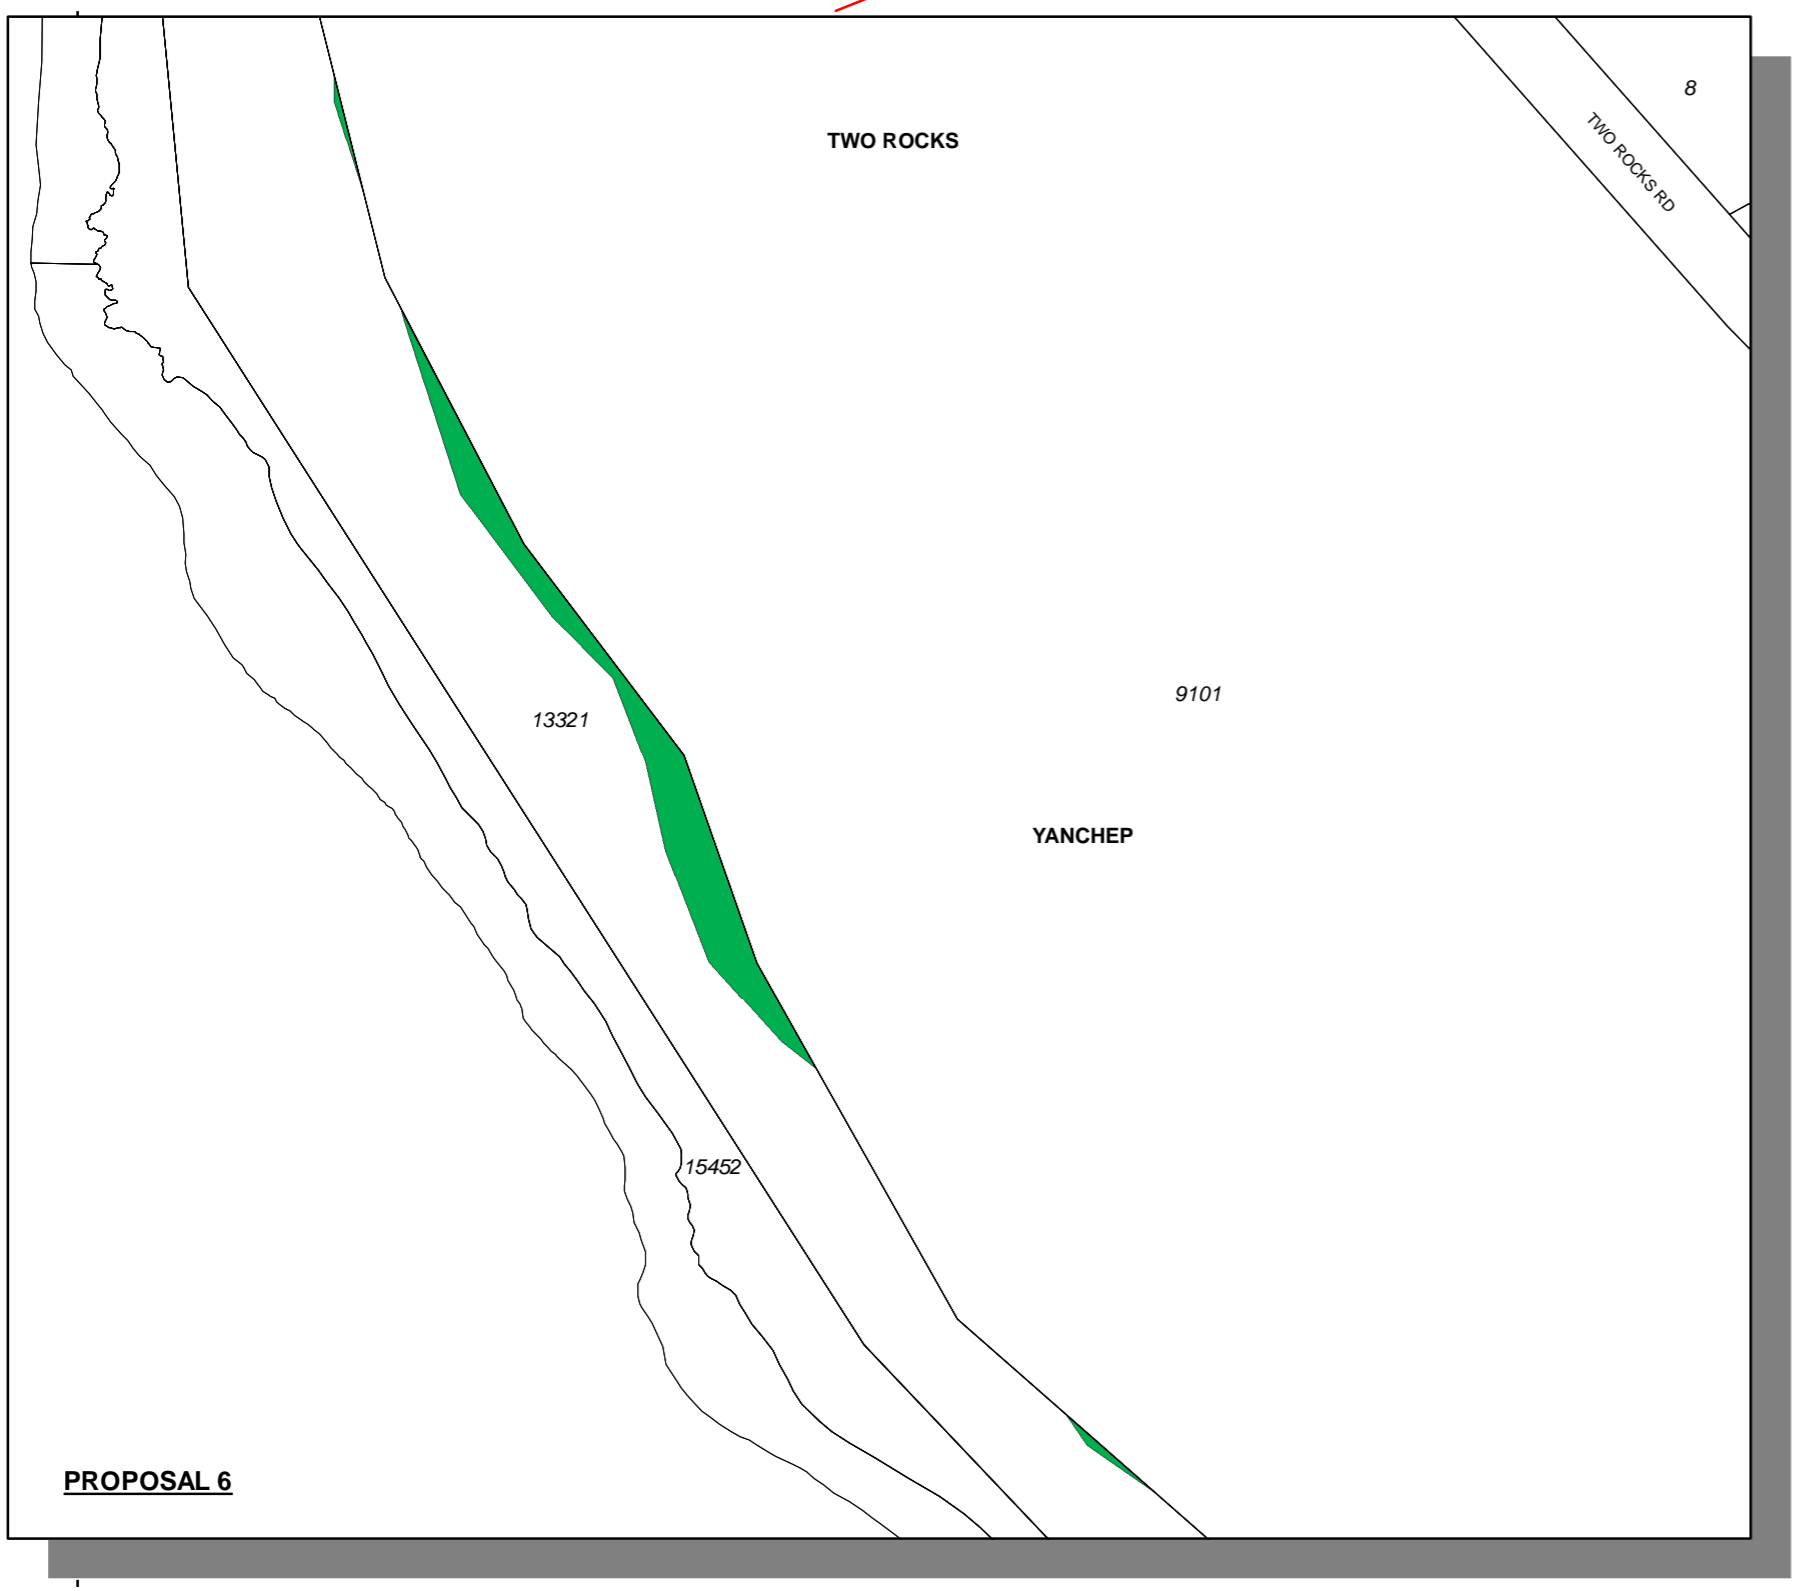 8
TWO ROCKS
TWO ROCKS RD
9101
13321
YANCHEP
15452
PROPOSAL 6